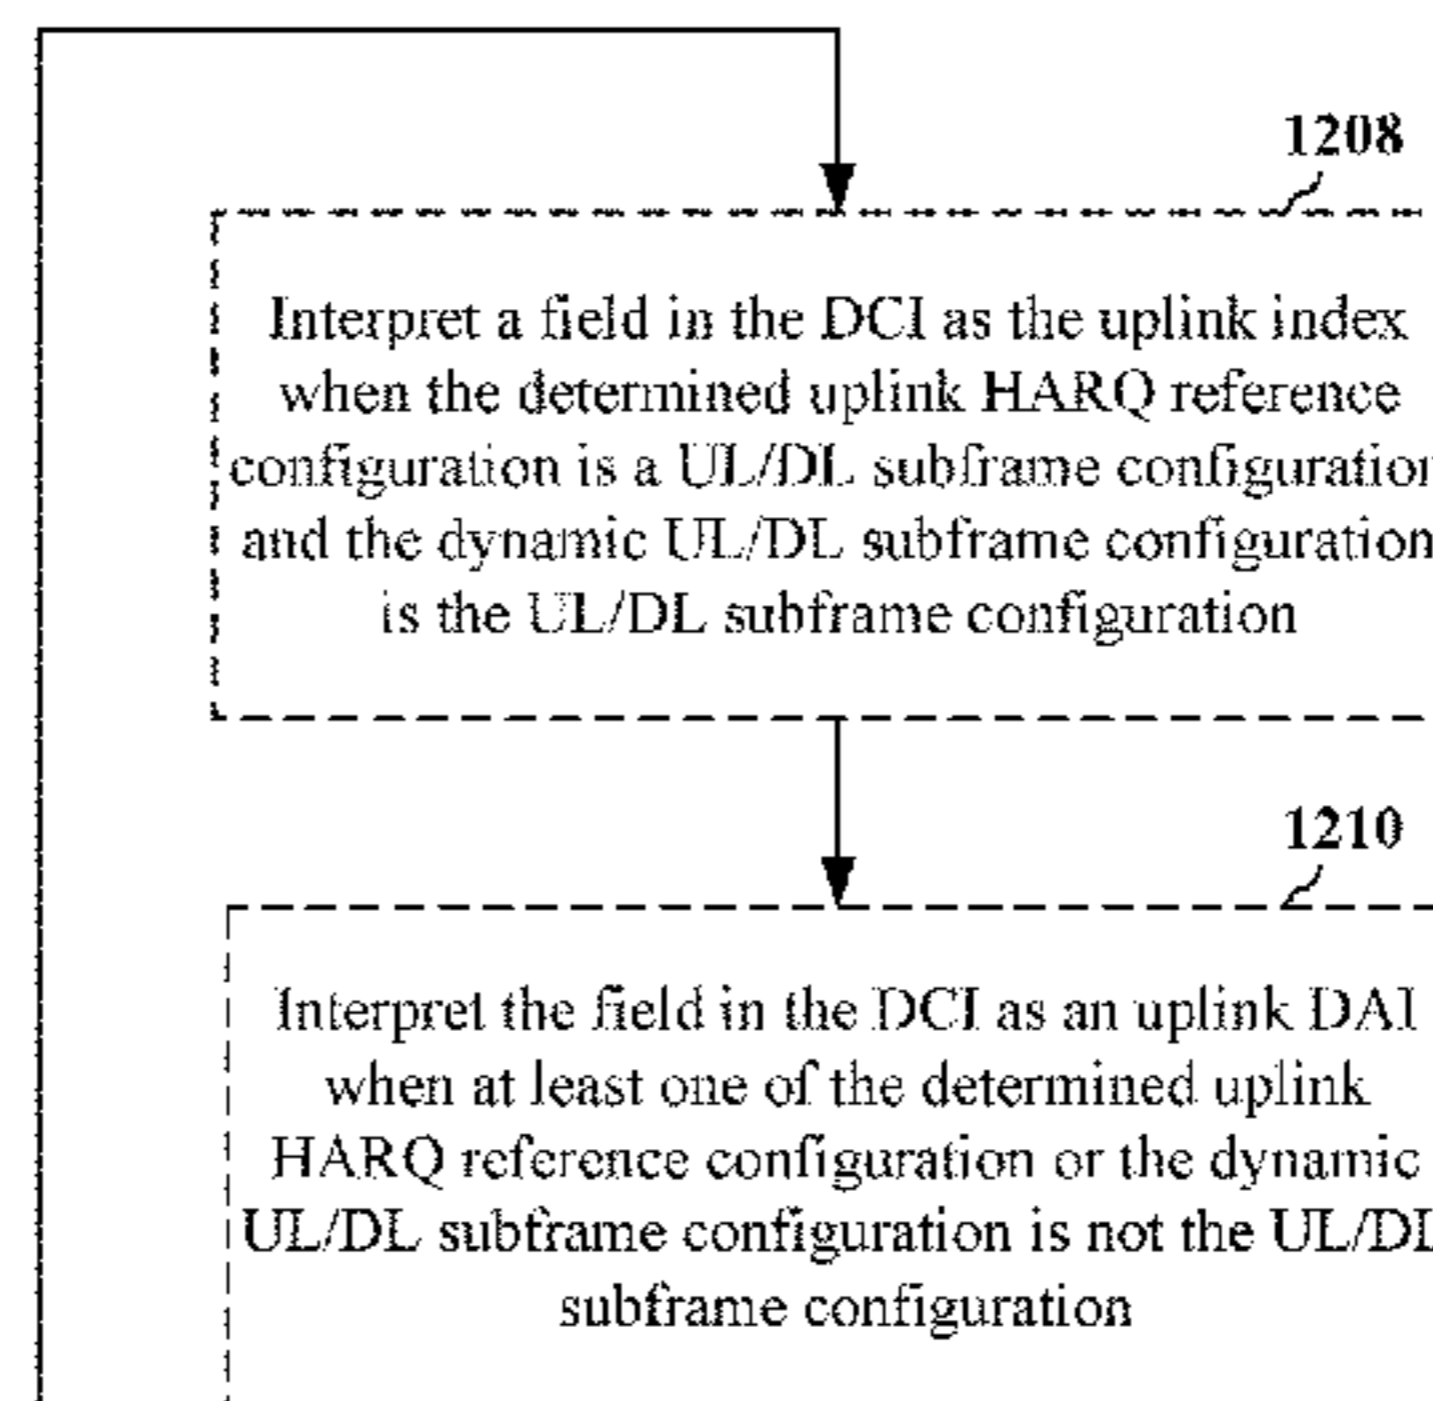 1208
Interpret a field in the DCI as the uplink index
when the determined uplink HARQ reference
configuration is a UL/DL subframe configuration
and the dynamic UL/DL subframe configuration
is the UL/DL subframe configuration
1210
Interpret the field in the DCI as an uplink DAI
when at least one of the determined uplink
HARQ reference configuration or the dynamic
UL/DL subframe configuration is not the UL/DL
subframe configuration